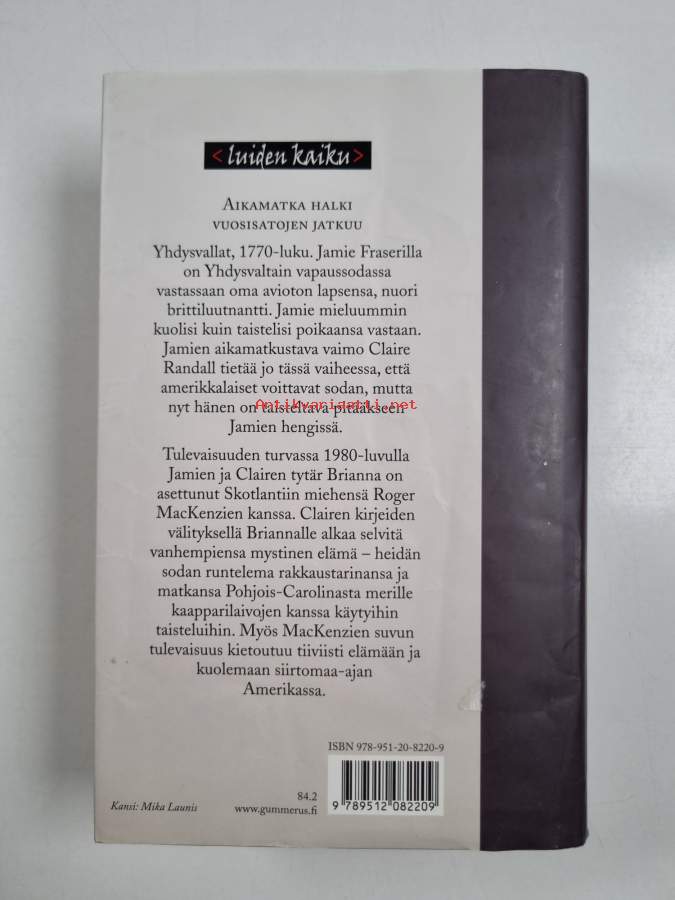 <luiden kaiku>
AIKAMATKA HALKI
VUOSISATOJEN JATKUU
Yhdysvallat, 1770-luku. Jamie Fraserilla
on Yhdysvaltain vapaussodassa
vastassaan oma avioton lapsensa, nuori
brittiluutnantti. Jamie mieluummin
kuolisi kuin taistelisi poikaansa vastaan.
Jamien aikamatkustava vaimo Claire
Randall tietää jo tässä vaiheessa, että
amerikkalaiset voittavat sodan, mutta
nyt hänen on taisteltava pitääkseen
Antikvariaatti.net
Jamien hengissä.
Tulevaisuuden turvassa 1980-luvulla
Jamien ja Clairen tytär Brianna on
asettunut Skotlantiin miehensä Roger
MacKenzien kanssa. Clairen kirjeiden
välityksellä Briannalle alkaa selvitä
vanhempiensa mystinen elämä – heidän
sodan runtelema rakkaustarinansa ja
matkansa Pohjois-Carolinasta merille
kaapparilaivojen kanssa käytyihin
taisteluihin. Myös MacKenzien suvun
tulevaisuus kietoutuu tiiviisti elämään ja
kuolemaan siirtomaa-ajan
Amerikassa.
ISBN 978-951-20-8220-9
84.2
www.gummerus.fi
Kansi: Mika Launis
9 789512 082209